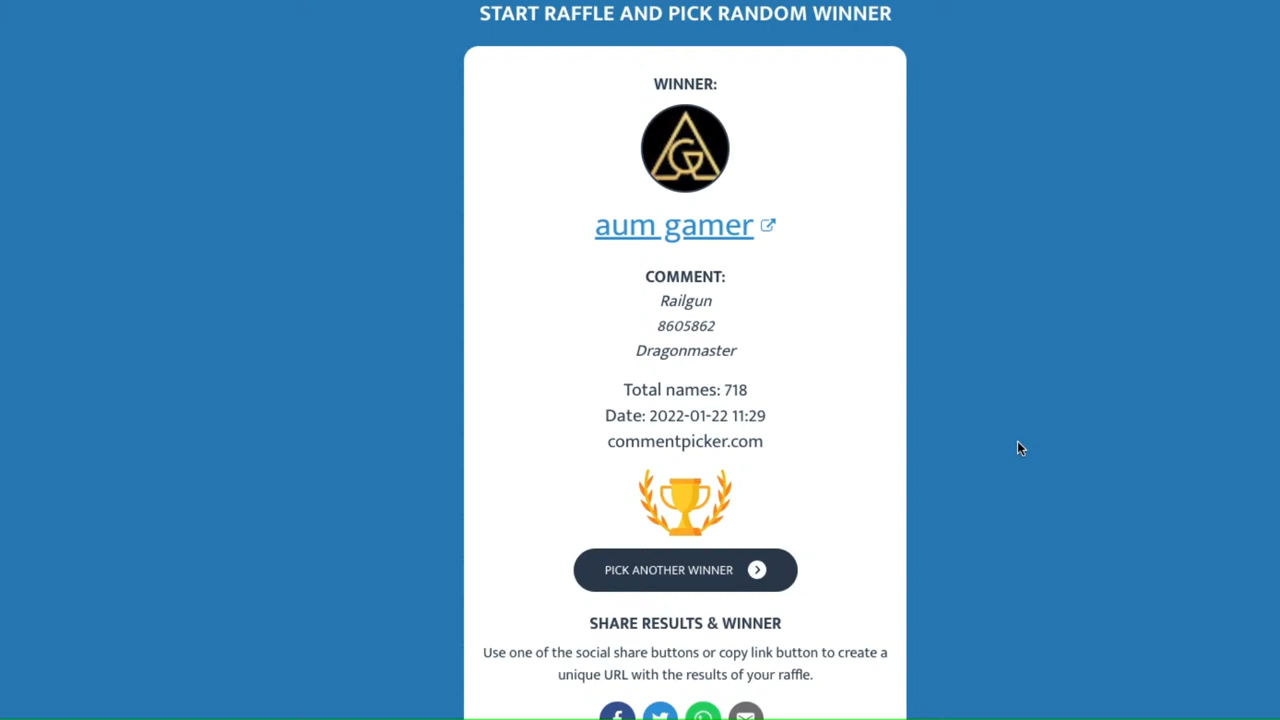 START RAFFLE AND PICK RANDOM WINNER
WINNER:
AG
aum gamer
COMMENT:
Railgun
8605862
Dragonmaster
Total names: 718
Date: 2022-01-22 11:29
commentpicker.com
PICK ANOTHER WINNER
SHARE RESULTS & WINNER
Use one of the social share buttons or copy link button to create a
unique URL with the results of your raffle.